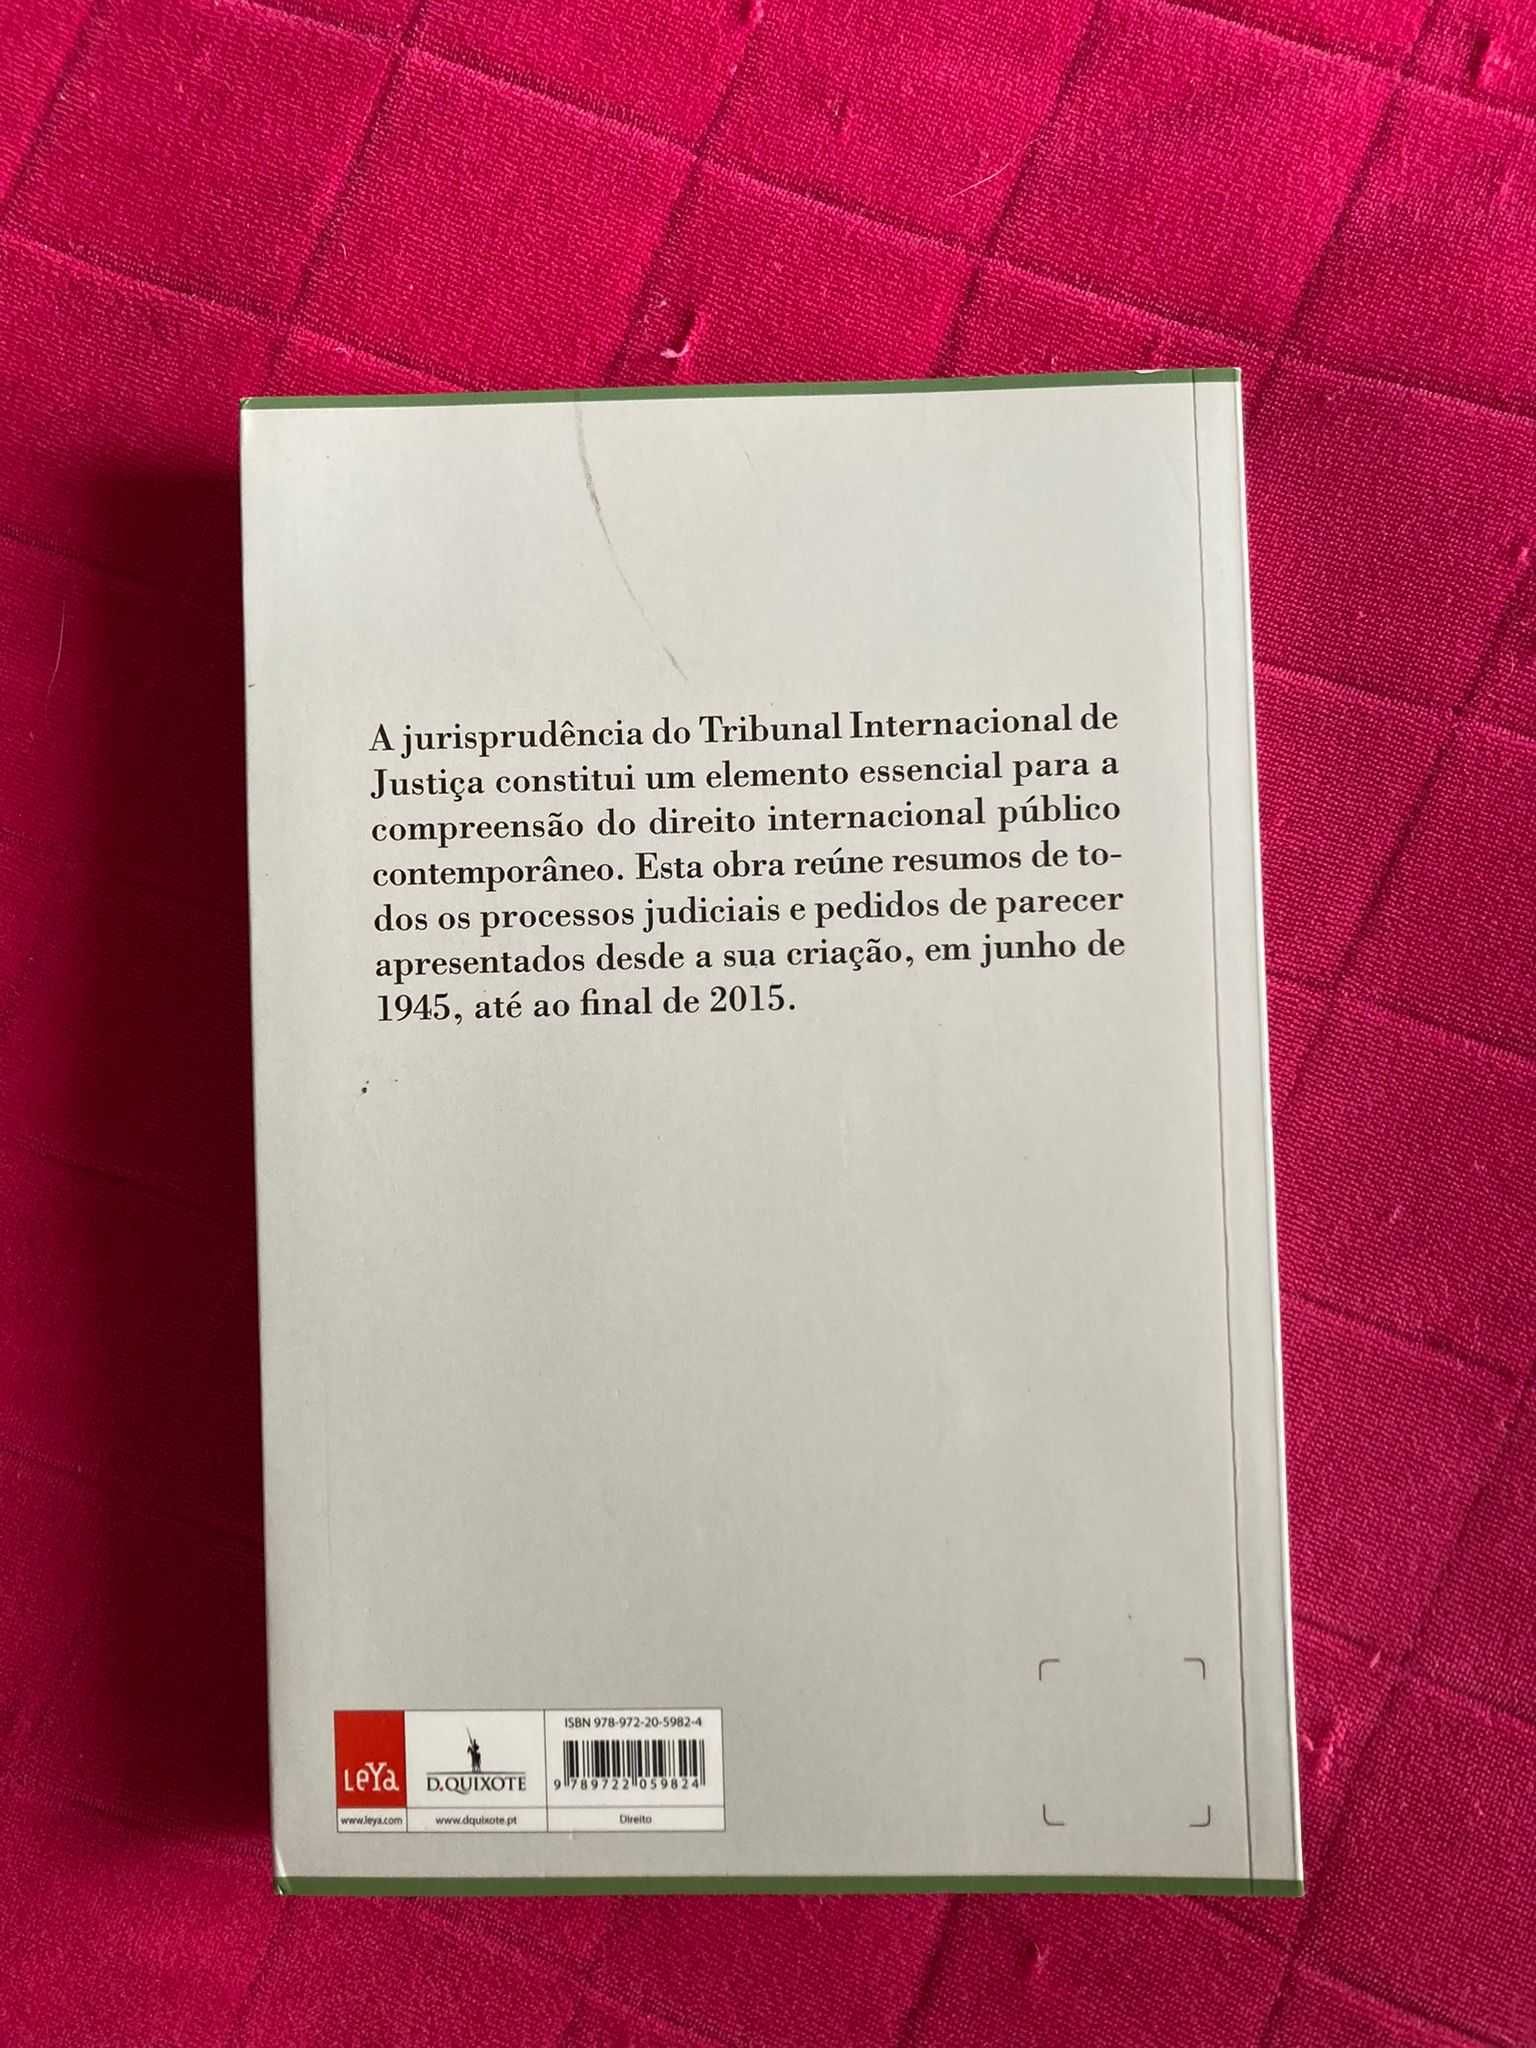 A jurisprudência do Tribunal Internacional de
Justiça constitui um elemento essencial para a
compreensão do direito internacional público
contemporâneo. Esta obra reúne resumos de to-
dos os processos judiciais e pedidos de parecer
apresentados desde a sua criação, em junho de
1945, até ao final de 2015.
LeYa
www.leya.com
D.QUIXOTE
www.dquixote.pt
ISBN 978-972-20-5982-4
9 789722 059824
Direito